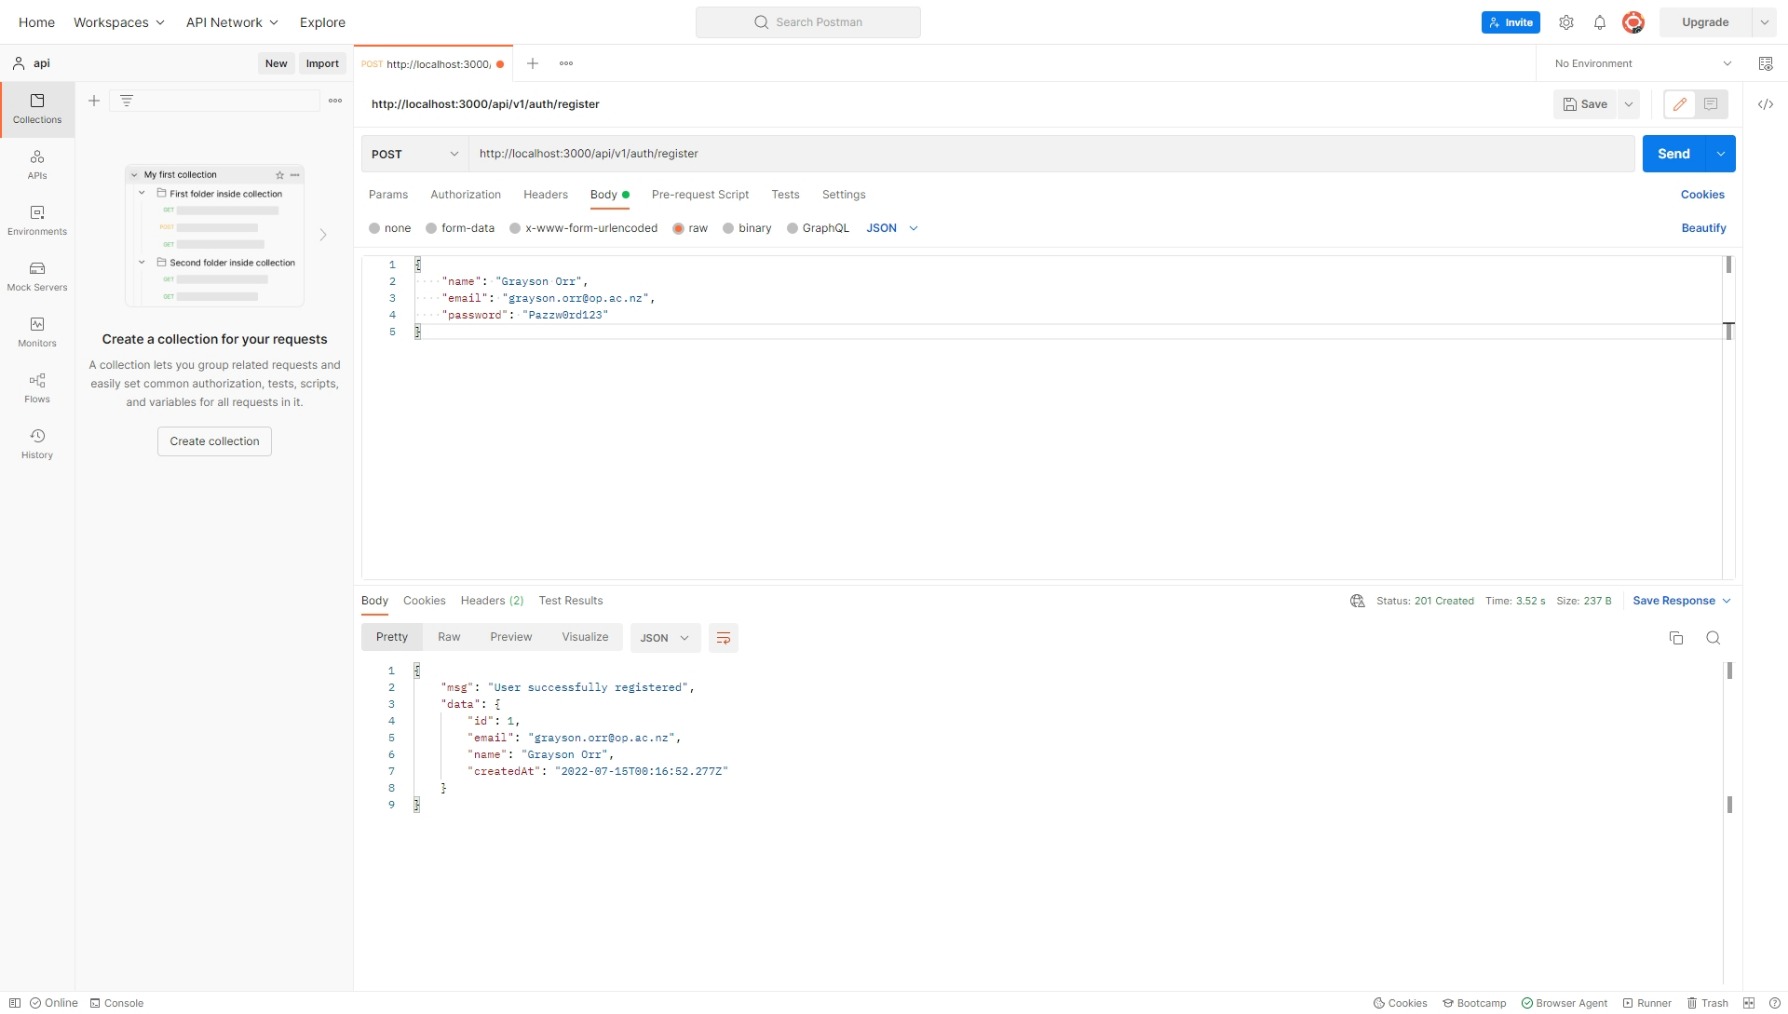 Home Workspaces API Network Explore Search Postman Invite Upgrade
api New Import POST http://localhost:3000/ No Environment
http://localhost:3000/api/v1/auth/register Save
Collections
APIs
Environments
Mock Servers
Monitors
Flows
History
My first collection
First folder inside collection
GET
POST
GET
Second folder inside collection
GET
GET
Create a collection for your requests
A collection lets you group related requests and
easily set common authorization, tests, scripts,
and variables for all requests in it.
Create collection
POST http://localhost:3000/api/v1/auth/register Send
Params Authorization Headers Body Pre-request Script Tests Settings Cookies
none form-data x-www-form-urlencoded raw binary GraphQL JSON Beautify
1 {
2 "name": "Grayson Orr",
3 "email": "grayson.orr@op.ac.nz",
4 "password": "Pazzw0rd123"
5 }
Body Cookies Headers (2) Test Results Status: 201 Created Time: 3.52 s Size: 237 B Save Response
Pretty Raw Preview Visualize JSON
1 {
2 "msg": "User successfully registered",
3 "data": {
4 "id": 1,
5 "email": "grayson.orr@op.ac.nz",
6 "name": "Grayson Orr",
7 "createdAt": "2022-07-15T00:16:52.277Z"
8 }
9 }
Online Console Cookies Bootcamp Browser Agent Runner Trash